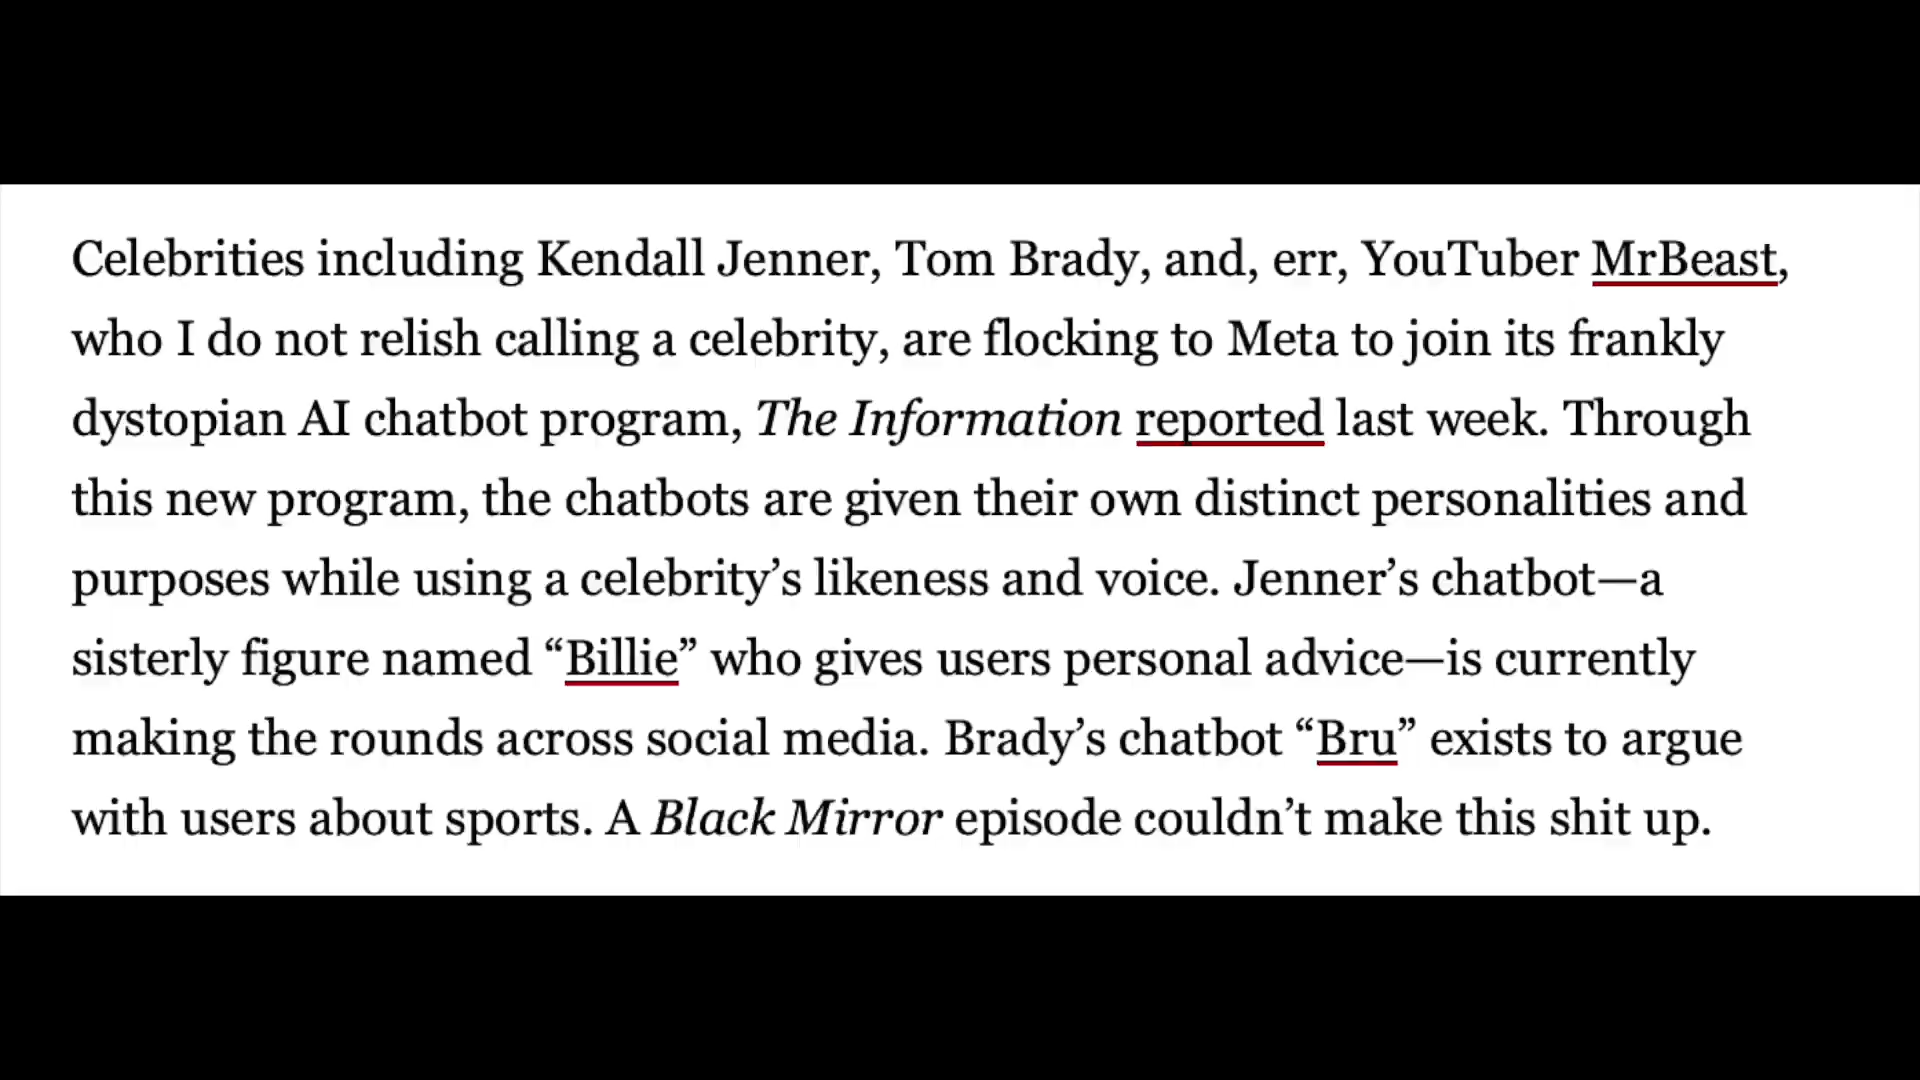 Celebrities including Kendall Jenner, Tom Brady, and, err, YouTuber MrBeast,
who I do not relish calling a celebrity, are flocking to Meta to join its frankly
dystopian AI chatbot program, The Information reported last week. Through
this new program, the chatbots are given their own distinct personalities and
purposes while using a celebrity’s likeness and voice. Jenner’s chatbot—a
sisterly figure named “Billie” who gives users personal advice—is currently
making the rounds across social media. Brady’s chatbot “Bru” exists to argue
with users about sports. A Black Mirror episode couldn’t make this shit up.